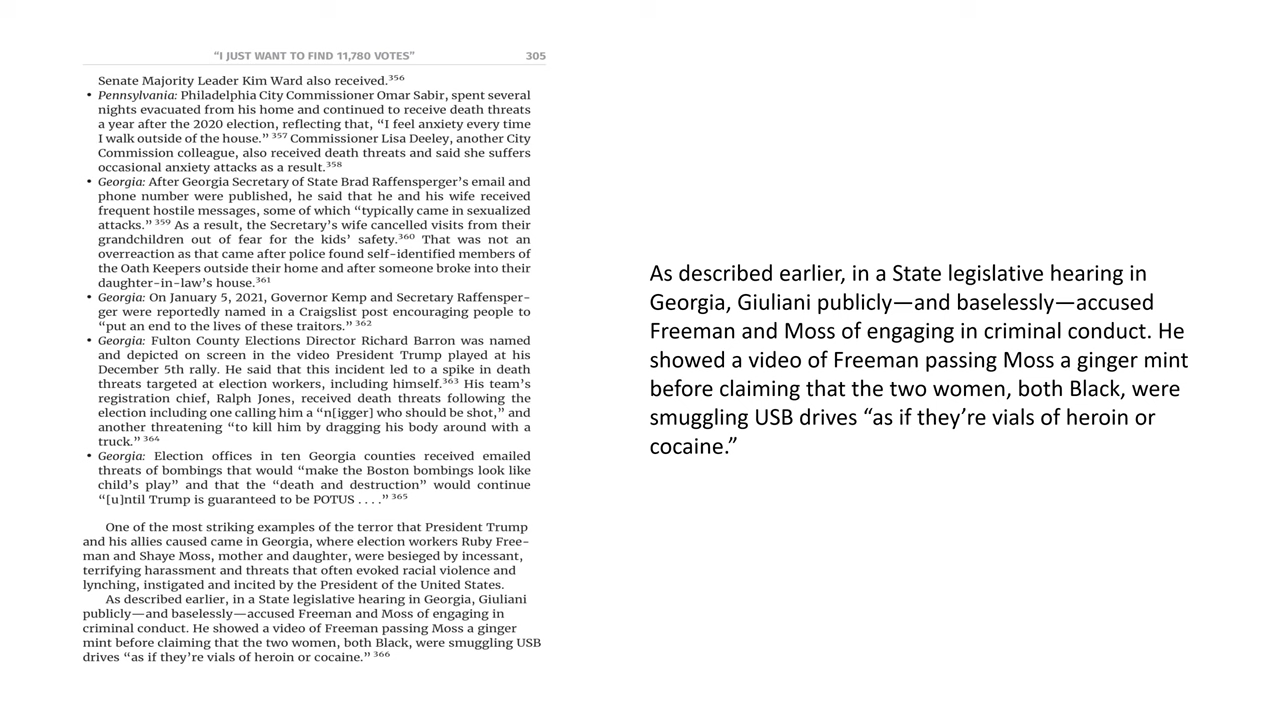 “I JUST WANT TO FIND 11,780 VOTES” 305
Senate Majority Leader Kim Ward also received.356
• Pennsylvania: Philadelphia City Commissioner Omar Sabir, spent several
nights evacuated from his home and continued to receive death threats
a year after the 2020 election, reflecting that, “I feel anxiety every time
I walk outside of the house.” 357 Commissioner Lisa Deeley, another City
Commission colleague, also received death threats and said she suffers
occasional anxiety attacks as a result.358
• Georgia: After Georgia Secretary of State Brad Raffensperger’s email and
phone number were published, he said that he and his wife received
frequent hostile messages, some of which “typically came in sexualized
attacks.” 359 As a result, the Secretary’s wife cancelled visits from their
grandchildren out of fear for the kids’ safety.360 That was not an
overreaction as that came after police found self-identified members of
the Oath Keepers outside their home and after someone broke into their
daughter-in-law’s house.361
• Georgia: On January 5, 2021, Governor Kemp and Secretary Raffensper-
ger were reportedly named in a Craigslist post encouraging people to
“put an end to the lives of these traitors.” 362
• Georgia: Fulton County Elections Director Richard Barron was named
and depicted on screen in the video President Trump played at his
December 5th rally. He said that this incident led to a spike in death
threats targeted at election workers, including himself.363 His team’s
registration chief, Ralph Jones, received death threats following the
election including one calling him a “n[igger] who should be shot,” and
another threatening “to kill him by dragging his body around with a
truck.” 364
• Georgia: Election offices in ten Georgia counties received emailed
threats of bombings that would “make the Boston bombings look like
child’s play” and that the “death and destruction” would continue
“[u]ntil Trump is guaranteed to be POTUS . . . .” 365
One of the most striking examples of the terror that President Trump
and his allies caused came in Georgia, where election workers Ruby Free-
man and Shaye Moss, mother and daughter, were besieged by incessant,
terrifying harassment and threats that often evoked racial violence and
lynching, instigated and incited by the President of the United States.
As described earlier, in a State legislative hearing in Georgia, Giuliani
publicly—and baselessly—accused Freeman and Moss of engaging in
criminal conduct. He showed a video of Freeman passing Moss a ginger
mint before claiming that the two women, both Black, were smuggling USB
drives “as if they’re vials of heroin or cocaine.” 366
As described earlier, in a State legislative hearing in
Georgia, Giuliani publicly—and baselessly—accused
Freeman and Moss of engaging in criminal conduct. He
showed a video of Freeman passing Moss a ginger mint
before claiming that the two women, both Black, were
smuggling USB drives “as if they’re vials of heroin or
cocaine.”